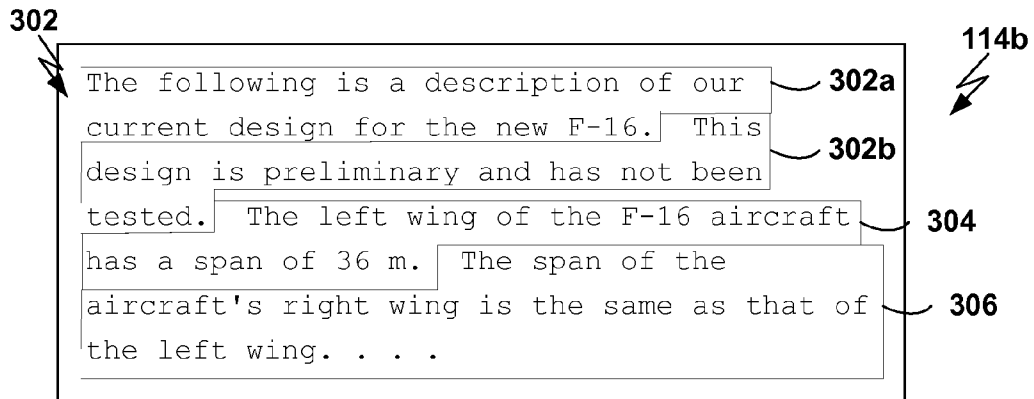 302
114b
The following is a description of our 302a
current design for the new F-16. This
302b
design is preliminary and has not been
tested. The left wing of the F-16 aircraft 304
has a span of 36 m. The span of the
aircraft's right wing is the same as that of 306
the left wing. . . .